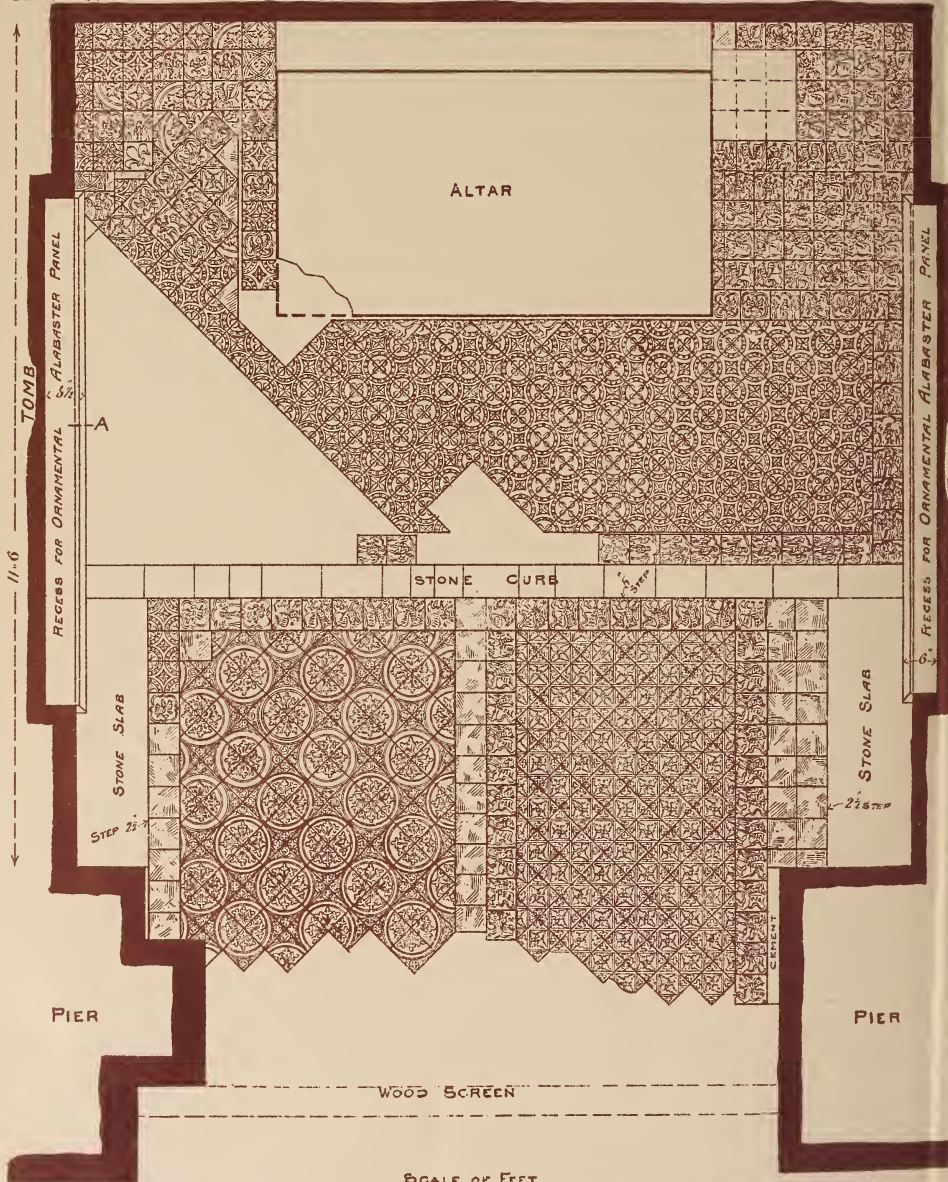 ALTAR
TOMB
11-6
RECESS FOR ORNAMENTAL ALABASTER PANEL
A
RECESS FOR ORNAMENTAL ALABASTER PANEL
6"
STONE CURB
5" STEP
STONE SLAB
STEP 2½"
STONE SLAB
2½" STEP
CEMENT
PIER
PIER
WOOD SCREEN
SCALE OF FEET